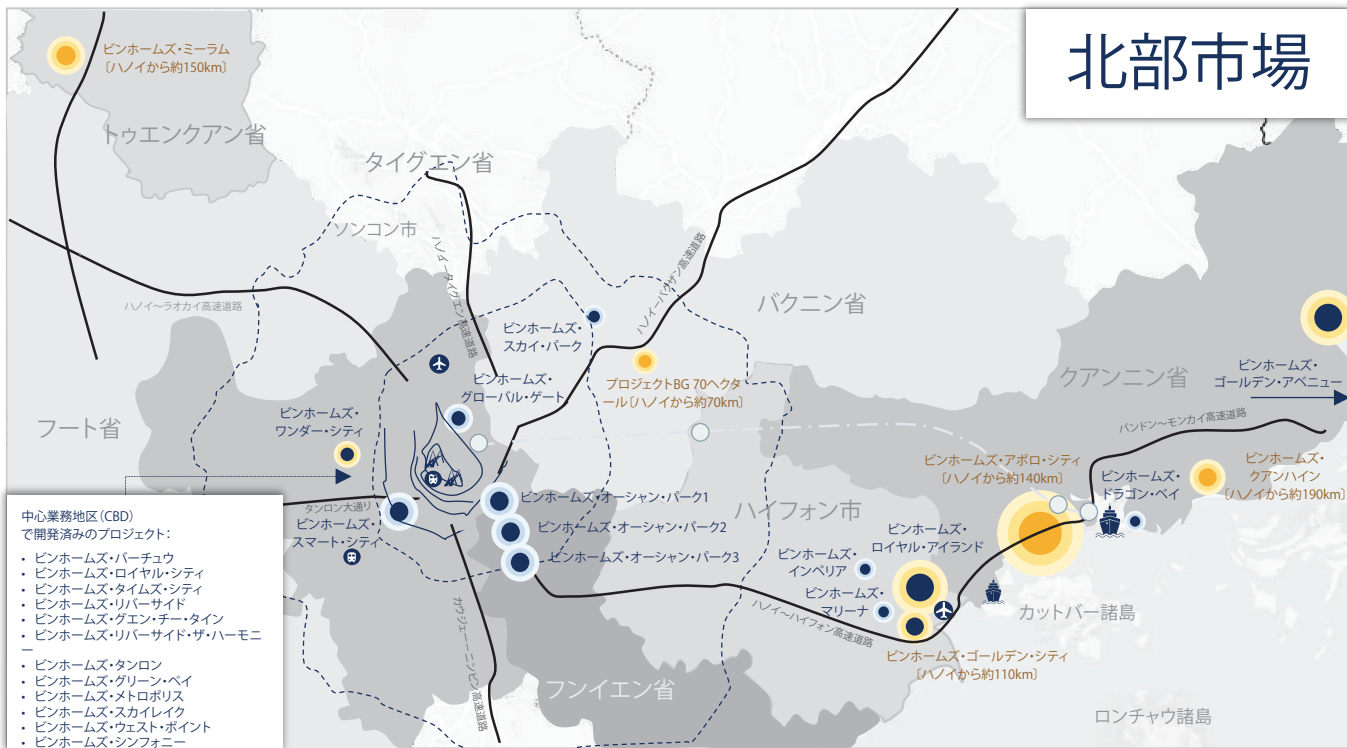 北部市場
ビンホームズ・ミーラム
〔ハノイから約150km〕
トゥエンクアン省
タイグエン省
ソンコン市
ハノイ～ラオカイ高速道路
ハノイータイグエン高速道路
ハノイーバクザン高速道路
バクニン省
ビンホームズ・
スカイ・パーク
ビンホームズ・
グローバル・ゲート
プロジェクトBG 70ヘクタ
ール〔ハノイから約70km〕
クアンニン省
ビンホームズ・
ゴールデン・アベニュー
バンドン～モンカイ高速道路
フート省
ビンホームズ・
ワンダー・シティ
ビンホームズ・アポロ・シティ
〔ハノイから約140km〕
ビンホームズ・
ドラゴン・ベイ
ビンホームズ・
クアンハイン
〔ハノイから約190km〕
タンロン大通り
ビンホームズ・
スマート・シティ
ビンホームズ・オーシャン・パーク1
ビンホームズ・オーシャン・パーク2
ビンホームズ・オーシャン・パーク3
ハイフォン市
ビンホームズ・
ロイヤル・アイランド
ビンホームズ・
インペリア
ビンホームズ・
マリーナ
ハノイ～ハイフォン高速道路
カットバー諸島
ビンホームズ・ゴールデン・シティ
〔ハノイから約110km〕
カウジェーーニンビン高速道路
フンイエン省
ロンチャウ諸島
中心業務地区(CBD)
で開発済みのプロジェクト:
• ビンホームズ・バーチュウ
• ビンホームズ・ロイヤル・シティ
• ビンホームズ・タイムズ・シティ
• ビンホームズ・リバーサイド
• ビンホームズ・グエン・チー・タイン
• ビンホームズ・リバーサイド・ザ・ハーモニ
ー
• ビンホームズ・タンロン
• ビンホームズ・グリーン・ベイ
• ビンホームズ・メトロポリス
• ビンホームズ・スカイレイク
• ビンホームズ・ウェスト・ポイント
• ビンホームズ・シンフォニー